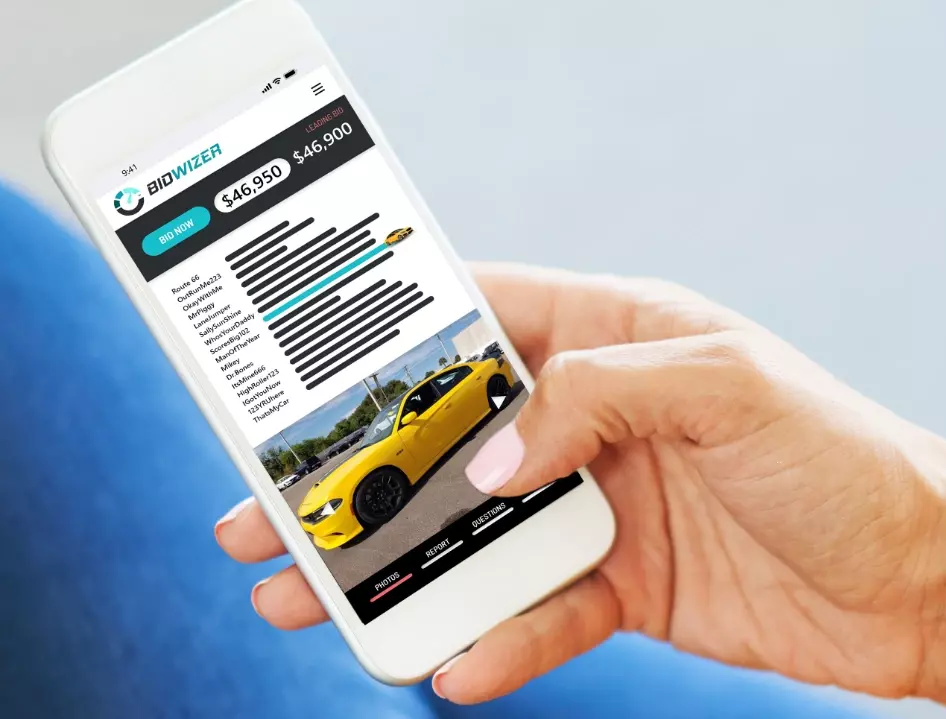 9:41
BIDWIZER
LEADING BID
BID NOW
$46,950
$46,900
Route 66
OutRunMe223
OkayWithMe
MrPiggy
LaneJumper
SallySunShine
WhosYourDaddy
ScoresBig102
ManOfTheYear
Mikey
Dr.Bones
ItsMine666
HighRoller123
IGotYouNow
123YRUhere
ThatsMyCar
PHOTOS
REPORT
QUESTIONS